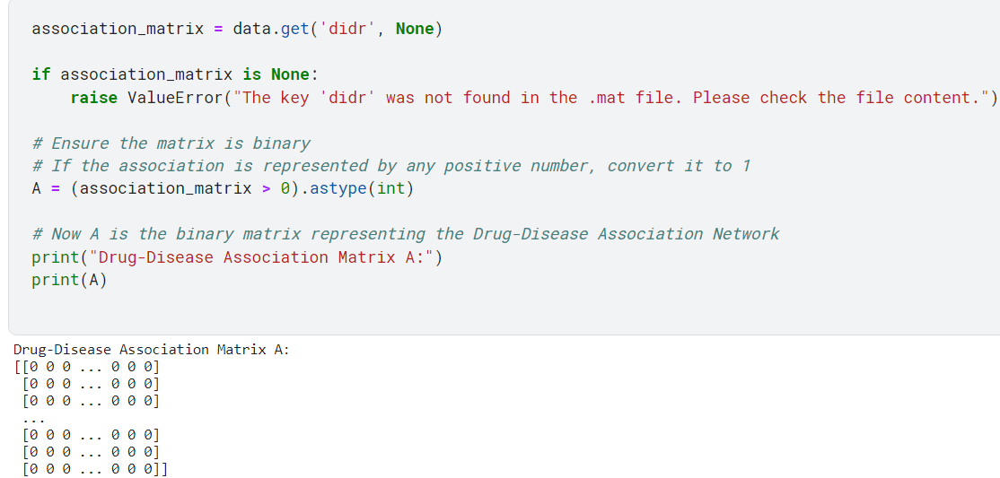 association_matrix = data.get('didr', None)
if association_matrix is None:
    raise ValueError("The key 'didr' was not found in the .mat file. Please check the file content.")
# Ensure the matrix is binary
# If the association is represented by any positive number, convert it to 1
A = (association_matrix > 0).astype(int)
# Now A is the binary matrix representing the Drug-Disease Association Network
print("Drug-Disease Association Matrix A:")
print(A)
Drug-Disease Association Matrix A:
[[0 0 0 ... 0 0 0]
 [0 0 0 ... 0 0 0]
 [0 0 0 ... 0 0 0]
 ...
 [0 0 0 ... 0 0 0]
 [0 0 0 ... 0 0 0]
 [0 0 0 ... 0 0 0]]